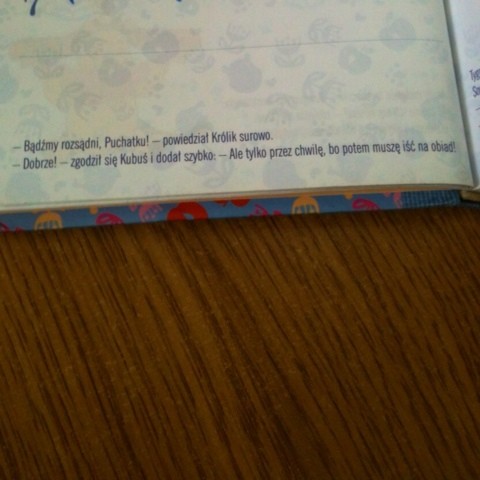 – Bądźmy rozsądni, Puchatku! – powiedział Królik surowo.
– Dobrze! – zgodził się Kubuś i dodał szybko: – Ale tylko przez chwilę, bo potem muszę iść na obiad!